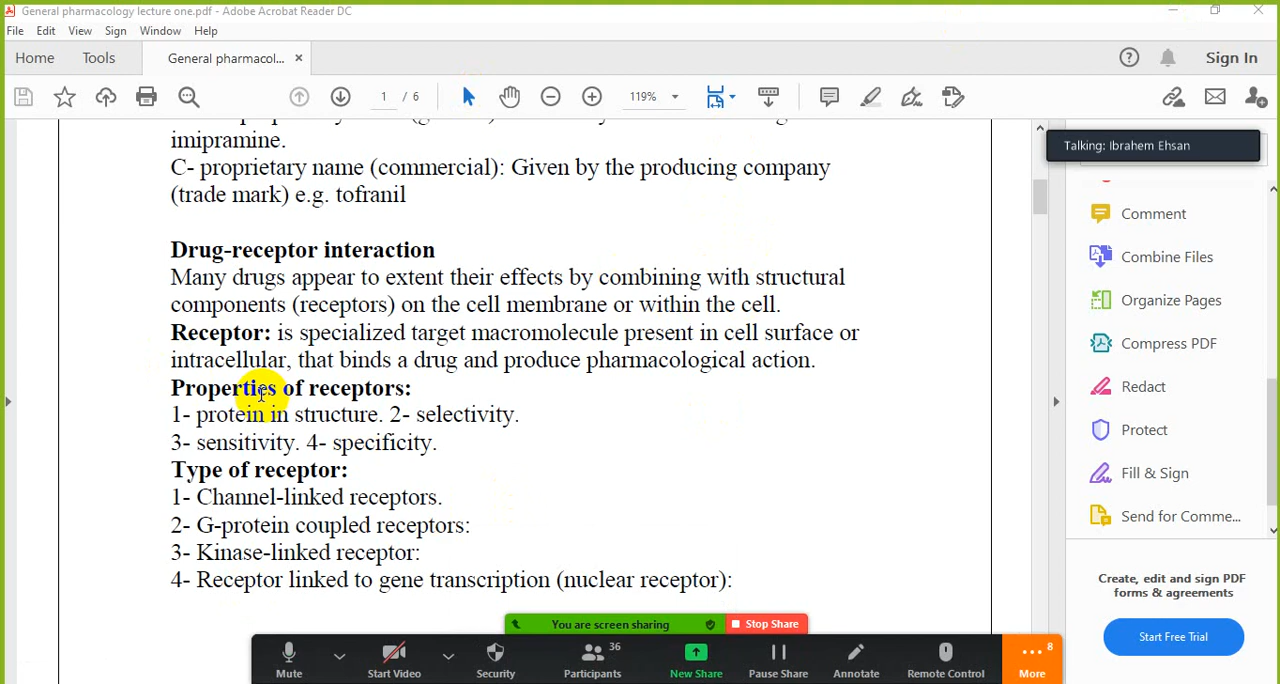 General pharmacology lecture one.pdf - Adobe Acrobat Reader DC
File Edit View Sign Window Help
Home Tools General pharmacol... × Sign In
1 / 6 119%
imipramine.
C- proprietary name (commercial): Given by the producing company
(trade mark) e.g. tofranil
Drug-receptor interaction
Many drugs appear to extent their effects by combining with structural
components (receptors) on the cell membrane or within the cell.
Receptor: is specialized target macromolecule present in cell surface or
intracellular, that binds a drug and produce pharmacological action.
Properties of receptors:
1- protein in structure. 2- selectivity.
3- sensitivity. 4- specificity.
Type of receptor:
1- Channel-linked receptors.
2- G-protein coupled receptors:
3- Kinase-linked receptor:
4- Receptor linked to gene transcription (nuclear receptor):
Talking: Ibrahem Ehsan
Comment
Combine Files
Organize Pages
Compress PDF
Redact
Protect
Fill & Sign
Send for Comme...
Create, edit and sign PDF
forms & agreements
Start Free Trial
You are screen sharing Stop Share
36 8
Mute Start Video Security Participants New Share Pause Share Annotate Remote Control More